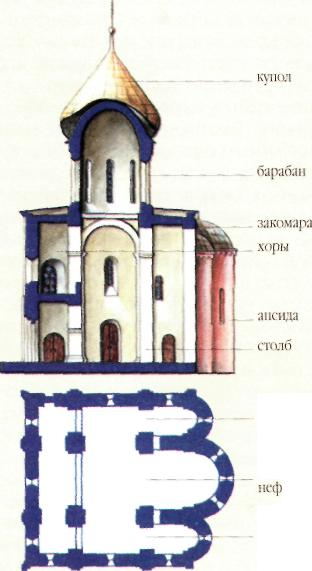 купол
барабан
закомара
хоры
апсида
столб
неф